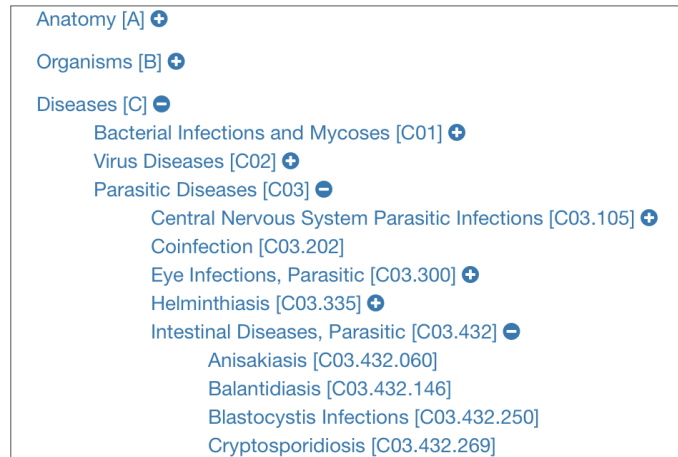 Anatomy [A]
Organisms [B]
Diseases [C]
Bacterial Infections and Mycoses [C01]
Virus Diseases [C02]
Parasitic Diseases [C03]
Central Nervous System Parasitic Infections [C03.105]
Coinfection [C03.202]
Eye Infections, Parasitic [C03.300]
Helminthiasis [C03.335]
Intestinal Diseases, Parasitic [C03.432]
Anisakiasis [C03.432.060]
Balantidiasis [C03.432.146]
Blastocystis Infections [C03.432.250]
Cryptosporidiosis [C03.432.269]